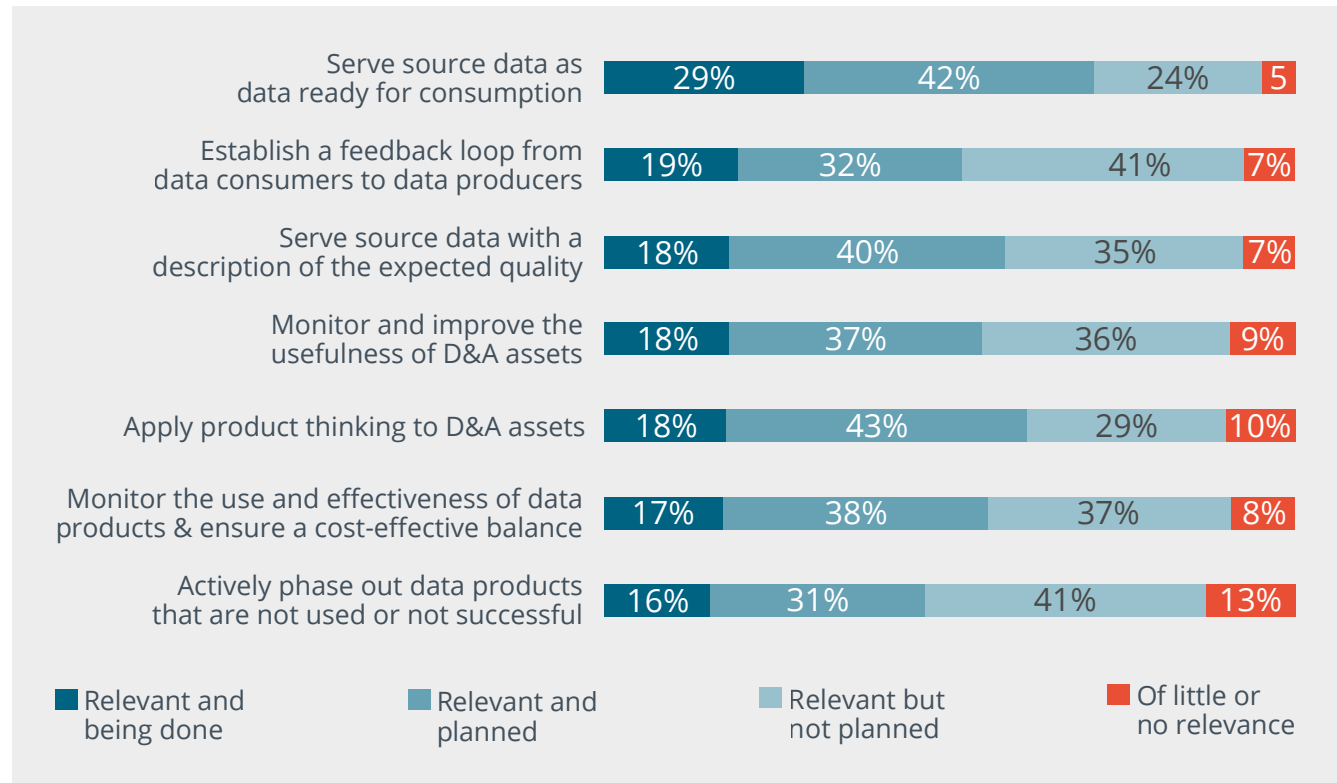 Serve source data as
data ready for consumption
29% 42% 24% 5
Establish a feedback loop from
data consumers to data producers
19% 32% 41% 7%
Serve source data with a
description of the expected quality
18% 40% 35% 7%
Monitor and improve the
usefulness of D&A assets
18% 37% 36% 9%
Apply product thinking to D&A assets
18% 43% 29% 10%
Monitor the use and effectiveness of data
products & ensure a cost-effective balance
17% 38% 37% 8%
Actively phase out data products
that are not used or not successful
16% 31% 41% 13%
Relevant and
being done
Relevant and
planned
Relevant but
not planned
Of little or
no relevance